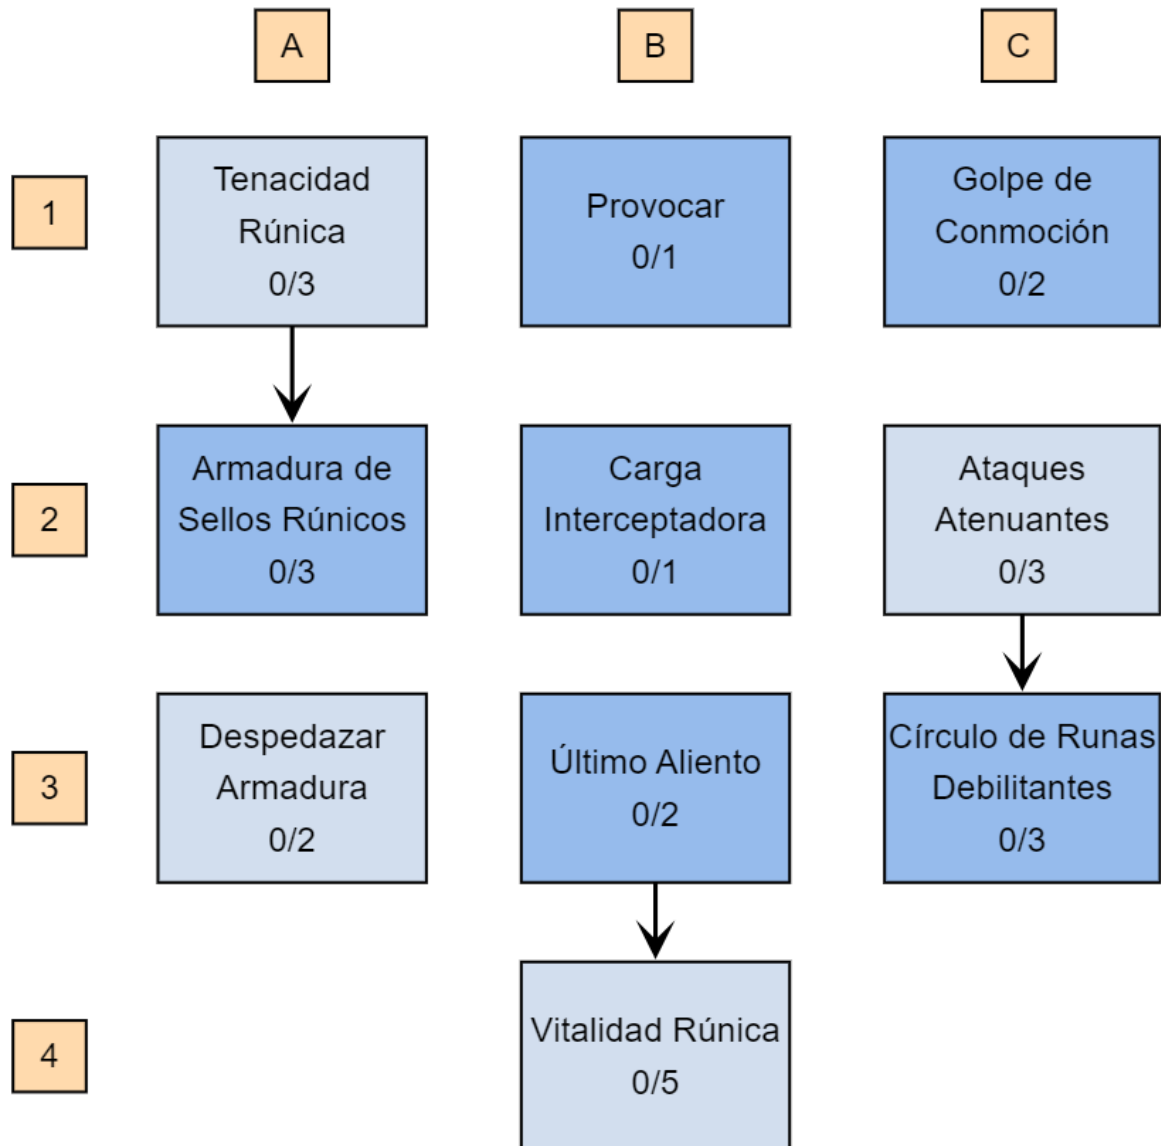 A
B
C
1
Tenacidad
Rúnica
0/3
Provocar
0/1
Golpe de
Conmoción
0/2
2
Armadura de
Sellos Rúnicos
0/3
Carga
Interceptadora
0/1
Ataques
Atenuantes
0/3
3
Despedazar
Armadura
0/2
Último Aliento
0/2
Círculo de Runas
Debilitantes
0/3
4
Vitalidad Rúnica
0/5